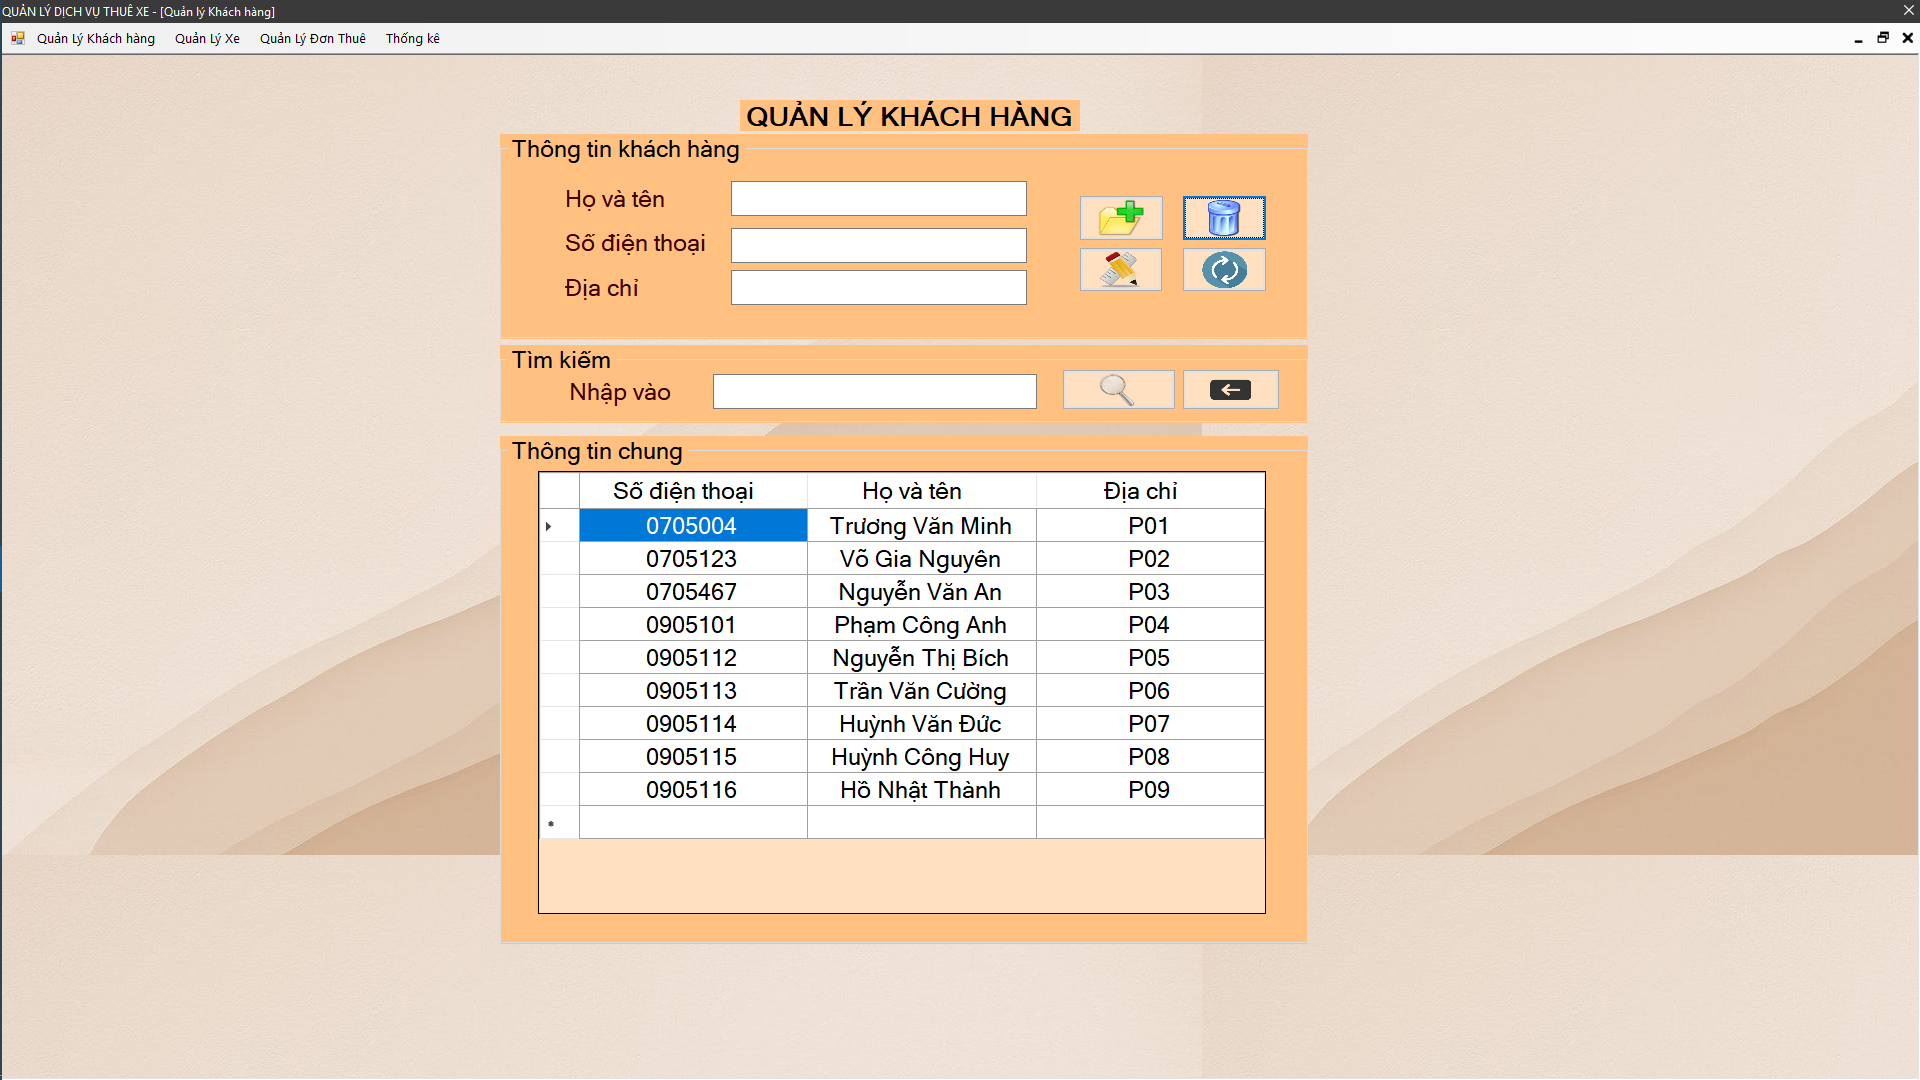 QUẢN LÝ DỊCH VỤ THUÊ XE - [Quản lý Khách hàng]
Quản Lý Khách hàng Quản Lý Xe Quản Lý Đơn Thuê Thống kê
QUẢN LÝ KHÁCH HÀNG
Thông tin khách hàng
Họ và tên
Số điện thoại
Địa chỉ
Tìm kiếm
Nhập vào
Thông tin chung
Số điện thoại Họ và tên Địa chỉ
0705004 Trương Văn Minh P01
0705123 Võ Gia Nguyên P02
0705467 Nguyễn Văn An P03
0905101 Phạm Công Anh P04
0905112 Nguyễn Thị Bích P05
0905113 Trần Văn Cường P06
0905114 Huỳnh Văn Đức P07
0905115 Huỳnh Công Huy P08
0905116 Hồ Nhật Thành P09